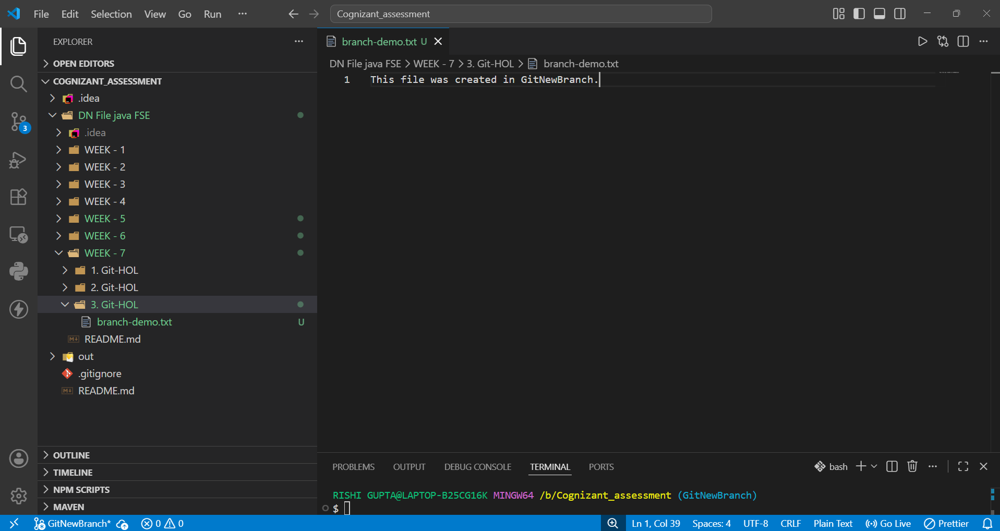 File Edit Selection View Go Run ··· Cognizant_assessment
EXPLORER ···
OPEN EDITORS
COGNIZANT_ASSESSMENT
.idea
DN File java FSE
.idea
WEEK - 1
WEEK - 2
WEEK - 3
WEEK - 4
WEEK - 5
WEEK - 6
WEEK - 7
1. Git-HOL
2. Git-HOL
3. Git-HOL
branch-demo.txt U
README.md
out
.gitignore
README.md
OUTLINE
TIMELINE
NPM SCRIPTS
MAVEN
3
branch-demo.txt U
DN File java FSE > WEEK - 7 > 3. Git-HOL > branch-demo.txt
1 This file was created in GitNewBranch.
PROBLEMS OUTPUT DEBUG CONSOLE TERMINAL PORTS bash
RISHI GUPTA@LAPTOP-B25CG16K MINGW64 /b/Cognizant_assessment (GitNewBranch)
$
GitNewBranch* 0 0 Ln 1, Col 39 Spaces: 4 UTF-8 CRLF Plain Text Go Live Prettier